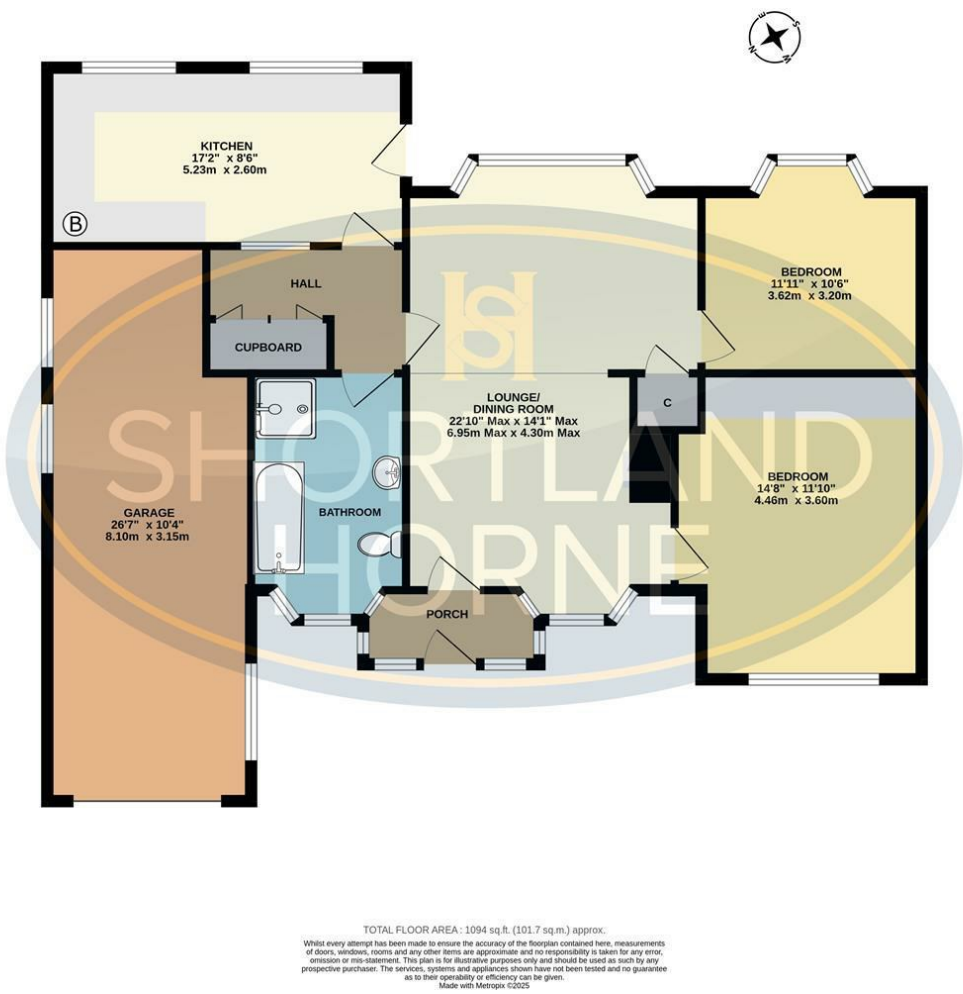 E
S
N
W
KITCHEN
17'2" x 8'6"
5.23m x 2.60m
B
HALL
CUPBOARD
BEDROOM
11'11" x 10'6"
3.62m x 3.20m
SH
LOUNGE/
DINING ROOM
22'10" Max x 14'1" Max
6.95m Max x 4.30m Max
C
SHORTLAND
HORNE
BEDROOM
14'8" x 11'10"
4.46m x 3.60m
GARAGE
26'7" x 10'4"
8.10m x 3.15m
BATHROOM
PORCH
TOTAL FLOOR AREA : 1094 sq.ft. (101.7 sq.m.) approx.
Whilst every attempt has been made to ensure the accuracy of the floorplan contained here, measurements
of doors, windows, rooms and any other items are approximate and no responsibility is taken for any error,
omission or mis-statement. This plan is for illustrative purposes only and should be used as such by any
prospective purchaser. The services, systems and appliances shown have not been tested and no guarantee
as to their operability or efficiency can be given.
Made with Metropix ©2025